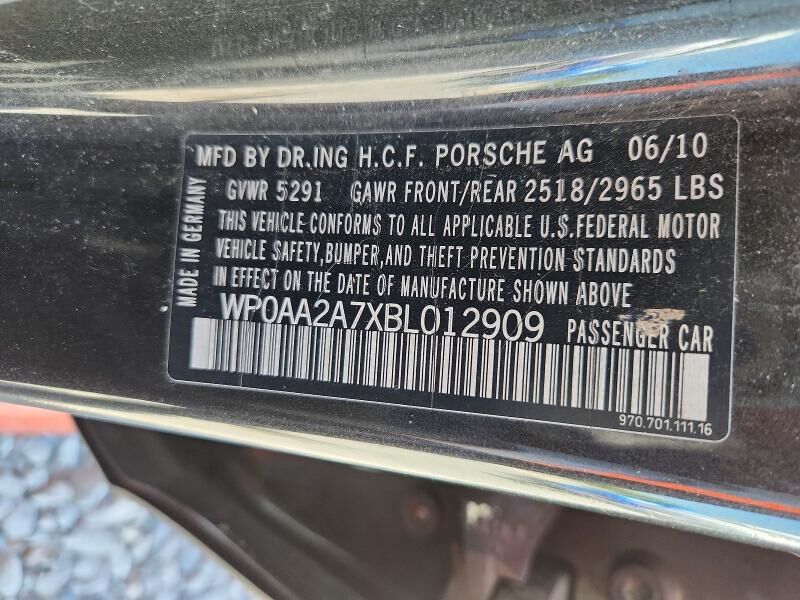 MFD BY DR.ING H.C.F. PORSCHE AG 06/10
GVWR 5291 GAWR FRONT/REAR 2518/2965 LBS
THIS VEHICLE CONFORMS TO ALL APPLICABLE U.S.FEDERAL MOTOR
VEHICLE SAFETY,BUMPER,AND THEFT PREVENTION STANDARDS
IN EFFECT ON THE DATE OF MANUFACTURE SHOWN ABOVE
WP0AA2A7XBL012909 PASSENGER CAR
970.701.111.16
MADE IN GERMANY